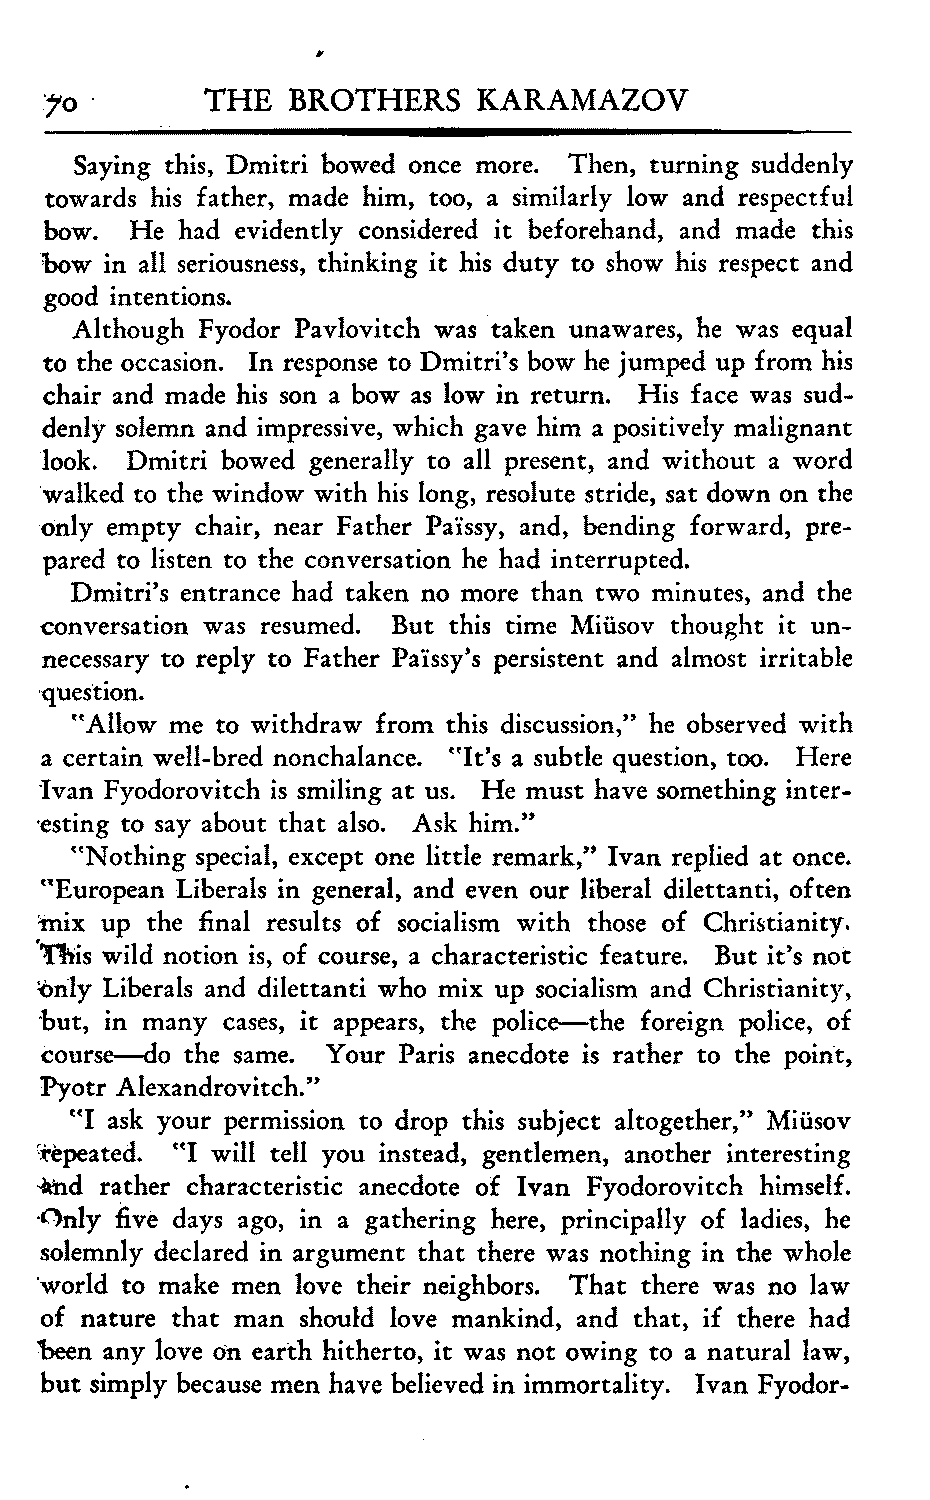 70 THE BROTHERS KARAMAZOV
Saying this, Dmitri bowed once more. Then, turning suddenly
towards his father, made him, too, a similarly low and respectful
bow. He had evidently considered it beforehand, and made this
bow in all seriousness, thinking it his duty to show his respect and
good intentions.
Although Fyodor Pavlovitch was taken unawares, he was equal
to the occasion. In response to Dmitri's bow he jumped up from his
chair and made his son a bow as low in return. His face was sud-
denly solemn and impressive, which gave him a positively malignant
look. Dmitri bowed generally to all present, and without a word
walked to the window with his long, resolute stride, sat down on the
only empty chair, near Father Païssy, and, bending forward, pre-
pared to listen to the conversation he had interrupted.
Dmitri's entrance had taken no more than two minutes, and the
conversation was resumed. But this time Miüsov thought it un-
necessary to reply to Father Païssy's persistent and almost irritable
question.
"Allow me to withdraw from this discussion," he observed with
a certain well-bred nonchalance. "It's a subtle question, too. Here
Ivan Fyodorovitch is smiling at us. He must have something inter-
esting to say about that also. Ask him."
"Nothing special, except one little remark," Ivan replied at once.
"European Liberals in general, and even our liberal dilettanti, often
mix up the final results of socialism with those of Christianity.
This wild notion is, of course, a characteristic feature. But it's not
only Liberals and dilettanti who mix up socialism and Christianity,
but, in many cases, it appears, the police—the foreign police, of
course—do the same. Your Paris anecdote is rather to the point,
Pyotr Alexandrovitch."
"I ask your permission to drop this subject altogether," Miüsov
repeated. "I will tell you instead, gentlemen, another interesting
and rather characteristic anecdote of Ivan Fyodorovitch himself.
Only five days ago, in a gathering here, principally of ladies, he
solemnly declared in argument that there was nothing in the whole
world to make men love their neighbors. That there was no law
of nature that man should love mankind, and that, if there had
been any love on earth hitherto, it was not owing to a natural law,
but simply because men have believed in immortality. Ivan Fyodor-